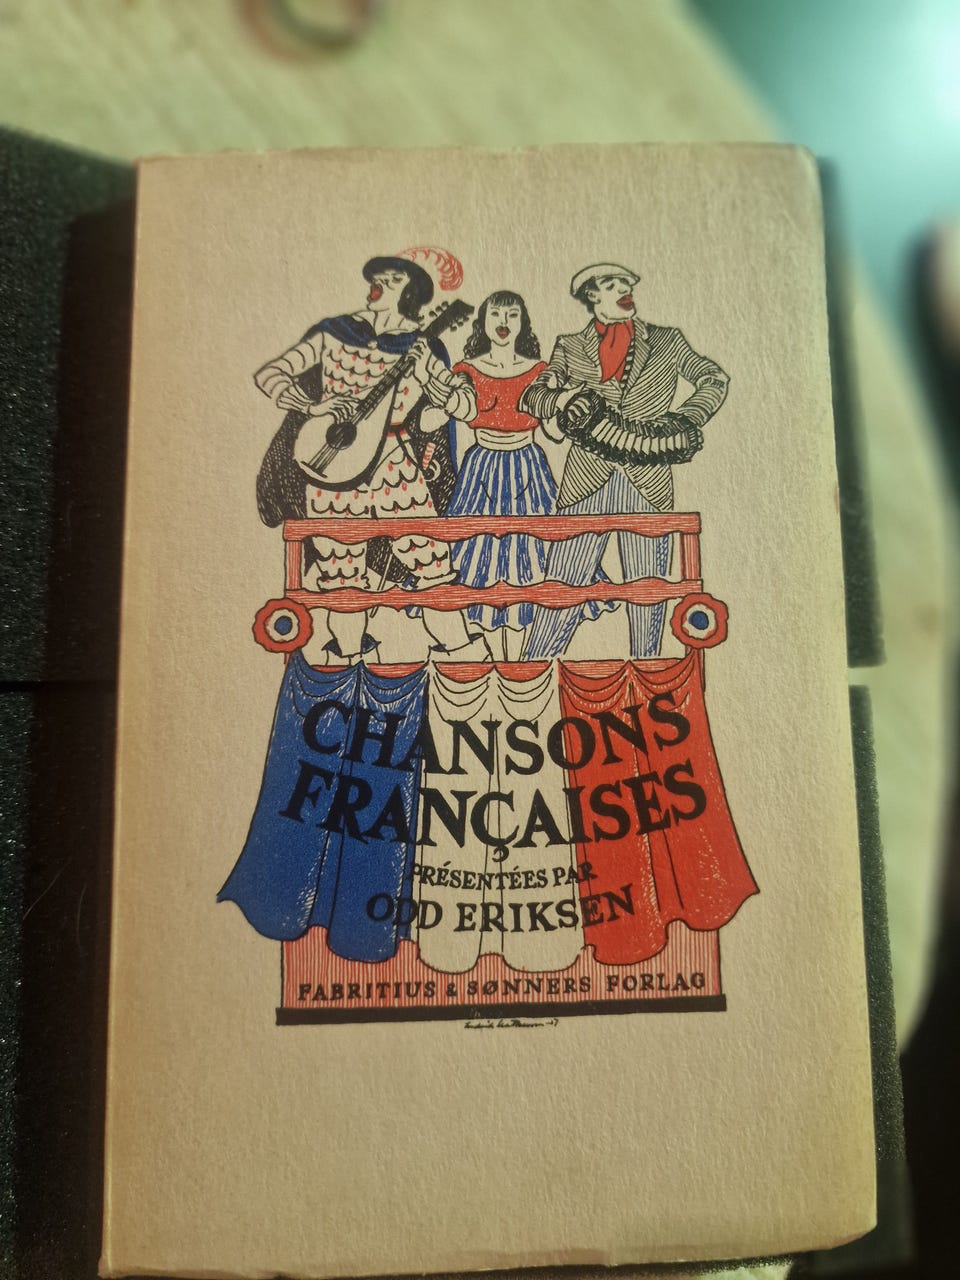 CHANSONS
FRANÇAISES
PRÉSENTÉES PAR
ODD ERIKSEN
FABRITIUS & SØNNERS FORLAG